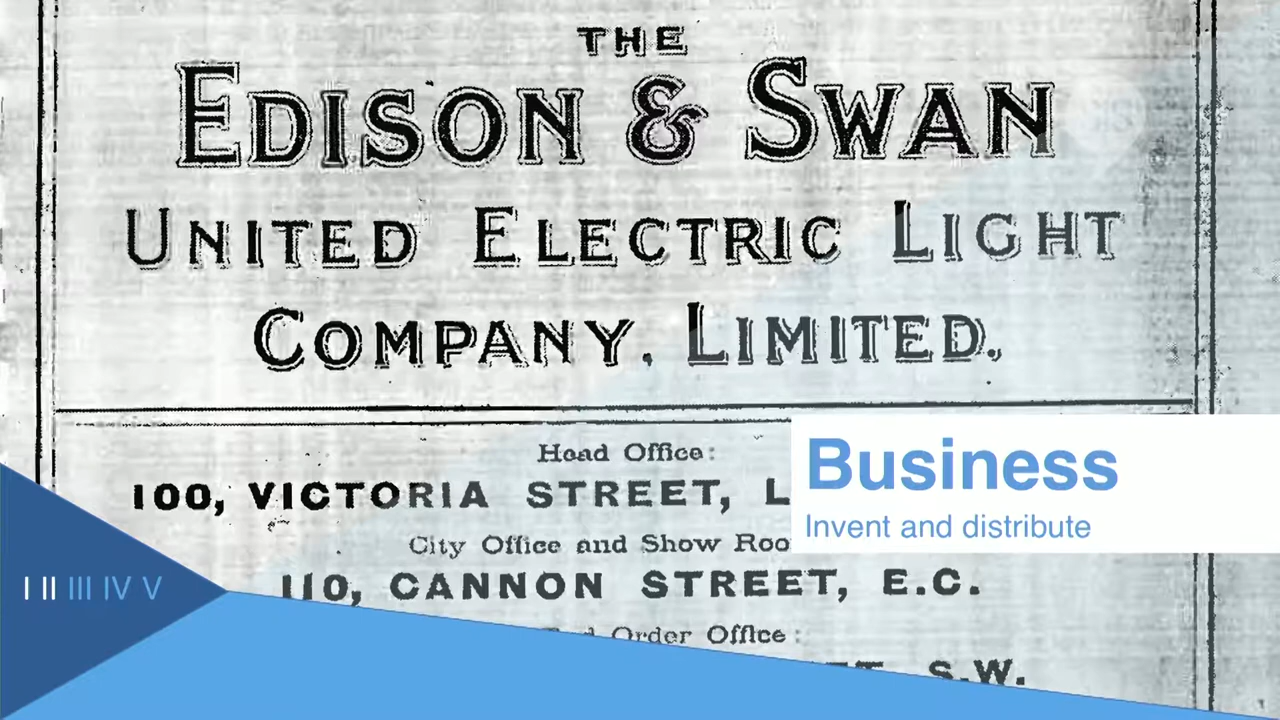 THE
EDISON & SWAN
UNITED ELECTRIC LIGHT
COMPANY, LIMITED.
Head Office:
100, VICTORIA STREET, L
Business
Invent and distribute
City Office and Show Roo
110, CANNON STREET, E.C.
I II III IV V
Order Office:
S.W.